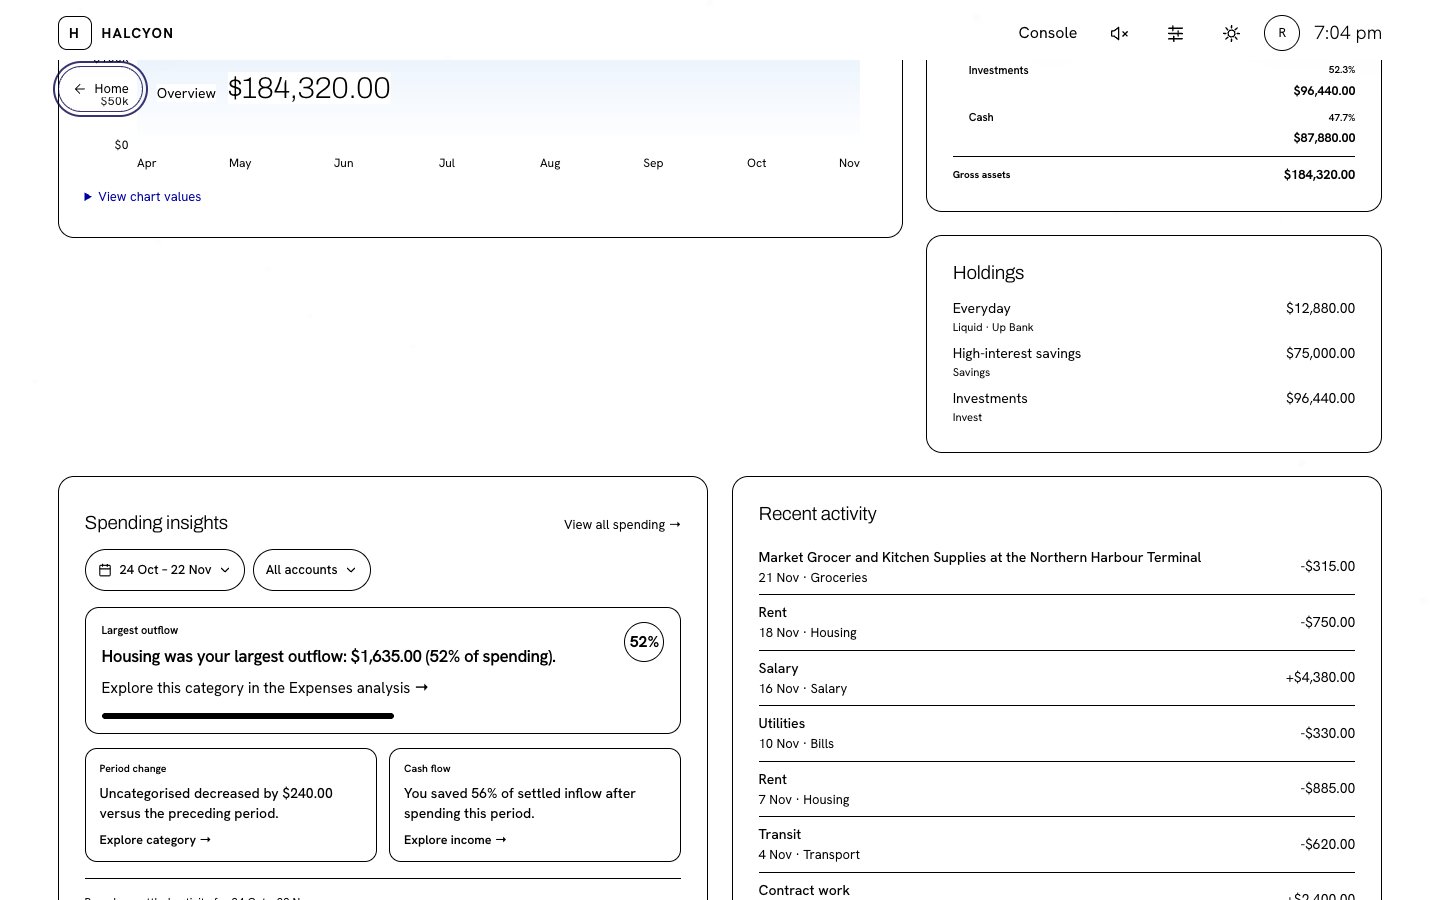 H HALCYON
Console
R
7:04 pm
← Home
Overview $184,320.00
$50k
$0
Apr May Jun Jul Aug Sep Oct Nov
▶ View chart values
Investments 52.3%
$96,440.00
Cash 47.7%
$87,880.00
Gross assets $184,320.00
Holdings
Everyday $12,880.00
Liquid · Up Bank
High-interest savings $75,000.00
Savings
Investments $96,440.00
Invest
Spending insights
View all spending →
24 Oct – 22 Nov
All accounts
Largest outflow
52%
Housing was your largest outflow: $1,635.00 (52% of spending).
Explore this category in the Expenses analysis →
Period change
Uncategorised decreased by $240.00
versus the preceding period.
Explore category →
Cash flow
You saved 56% of settled inflow after
spending this period.
Explore income →
Recent activity
Market Grocer and Kitchen Supplies at the Northern Harbour Terminal
21 Nov · Groceries
-$315.00
Rent
18 Nov · Housing
-$750.00
Salary
16 Nov · Salary
+$4,380.00
Utilities
10 Nov · Bills
-$330.00
Rent
7 Nov · Housing
-$885.00
Transit
4 Nov · Transport
-$620.00
Contract work
+$2,400.00